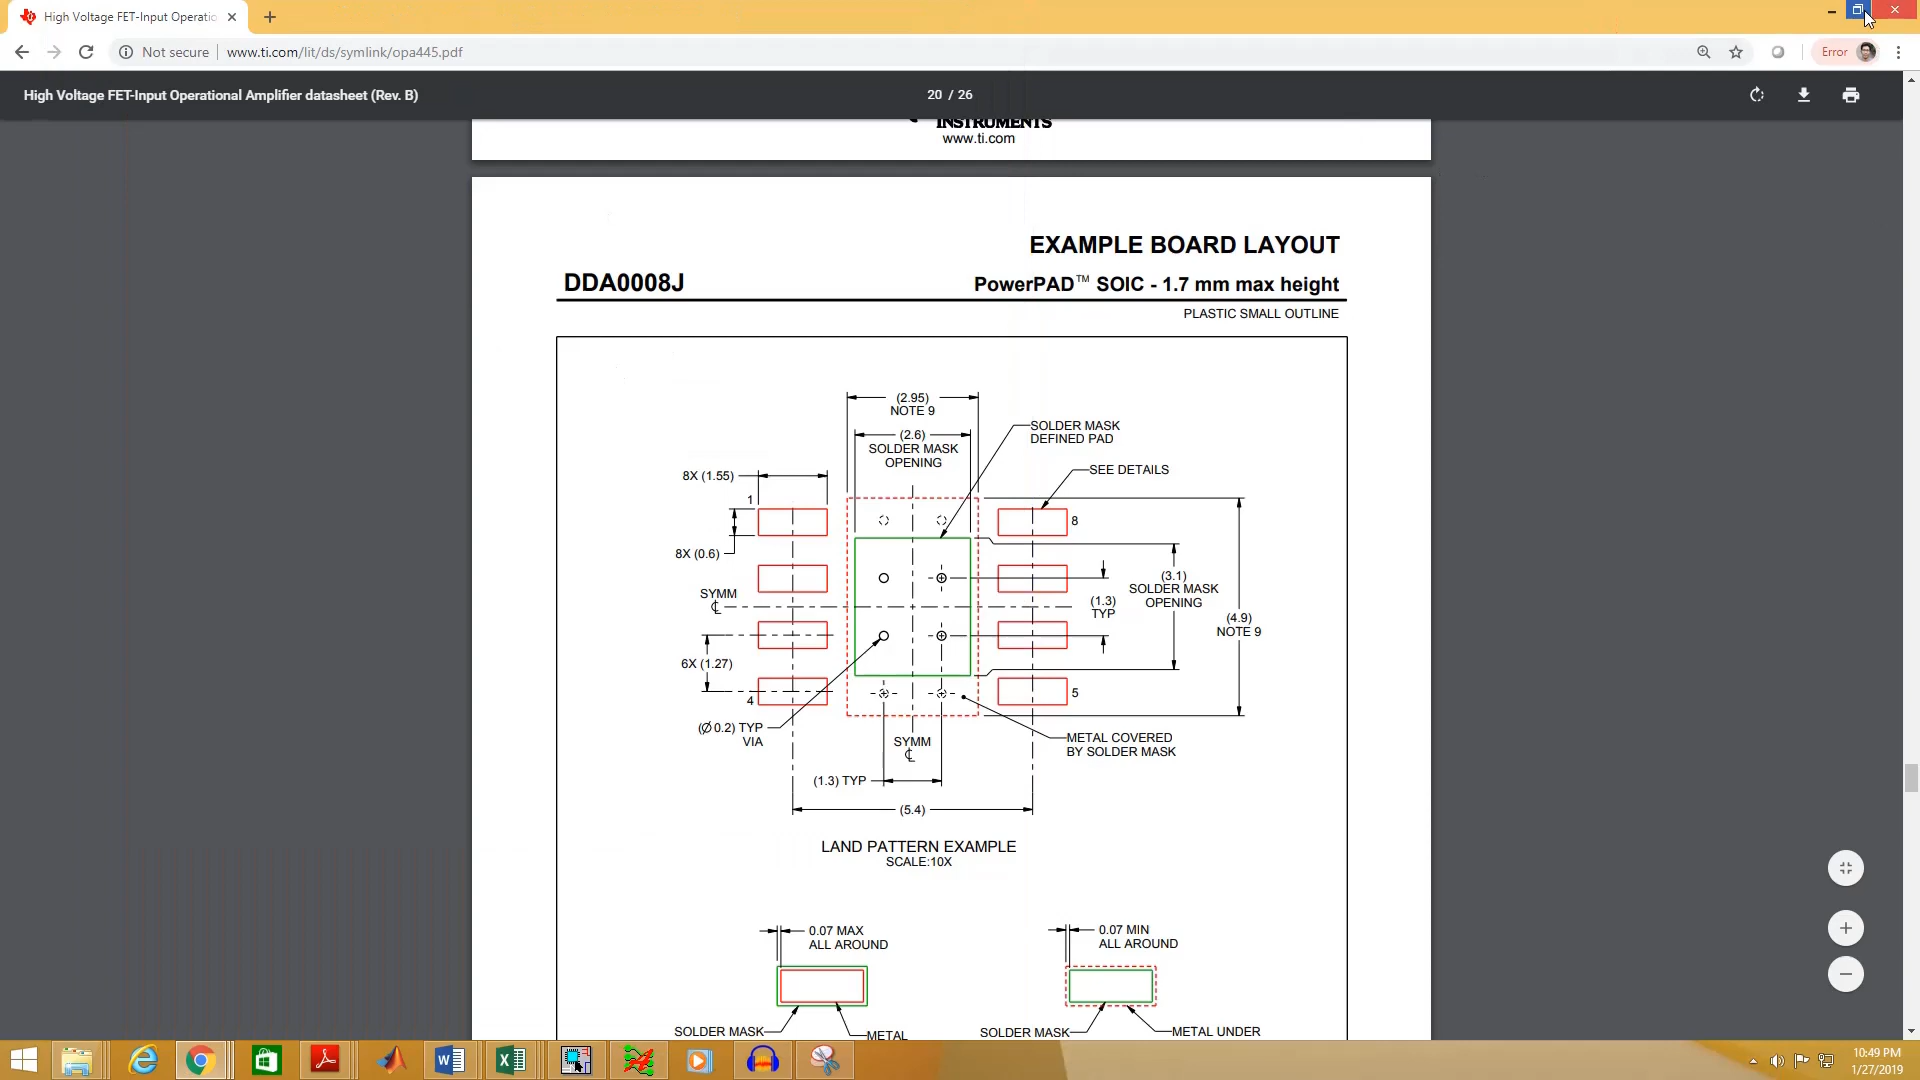 High Voltage FET-Input Operatio
Not secure
www.ti.com/lit/ds/symlink/opa445.pdf
Error
High Voltage FET-Input Operational Amplifier datasheet (Rev. B)
20 / 26
INSTRUMENTS
www.ti.com
EXAMPLE BOARD LAYOUT
DDA0008J
PowerPAD™ SOIC - 1.7 mm max height
PLASTIC SMALL OUTLINE
(2.95)
NOTE 9
(2.6)
SOLDER MASK
OPENING
SOLDER MASK
DEFINED PAD
SEE DETAILS
8X (1.55)
1
8
8X (0.6)
SYMM
(3.1)
SOLDER MASK
OPENING
(1.3)
TYP
(4.9)
NOTE 9
6X (1.27)
4
5
(Ø 0.2) TYP
VIA
SYMM
METAL COVERED
BY SOLDER MASK
(1.3) TYP
(5.4)
LAND PATTERN EXAMPLE
SCALE:10X
0.07 MAX
ALL AROUND
0.07 MIN
ALL AROUND
SOLDER MASK
METAL
SOLDER MASK
METAL UNDER
10:49 PM
1/27/2019